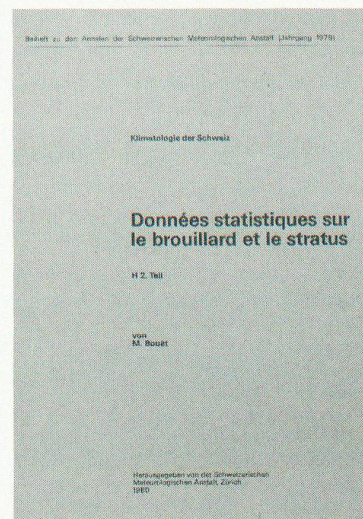 Beiheft zu den Annalen der Schweizerischen Meteorologischen Anstalt (Jahrgang 1979)
Klimatologie der Schweiz
Données statistiques sur
le brouillard et le stratus
H 2. Teil
von
M. Bouët
Herausgegeben von der Schweizerischen
Meteorologischen Anstalt, Zürich
1980